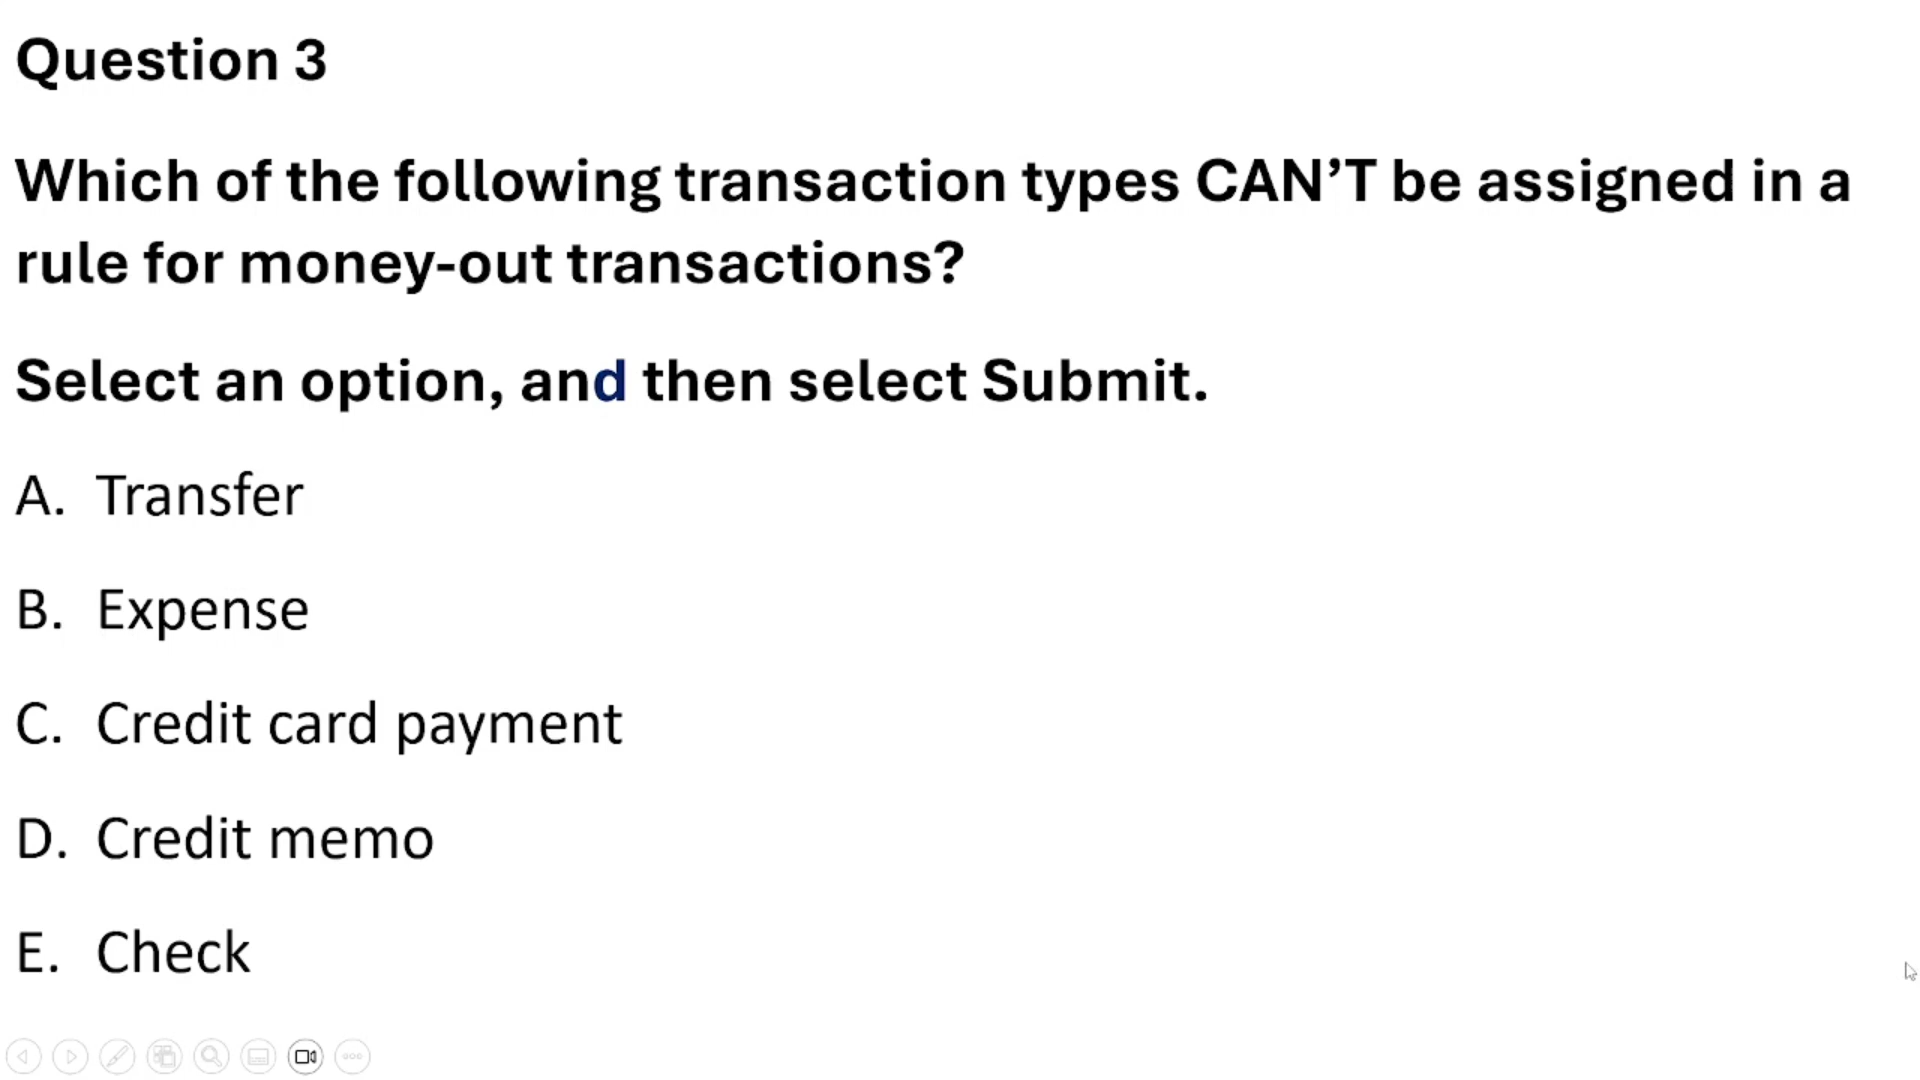 Question 3
Which of the following transaction types CAN’T be assigned in a
rule for money-out transactions?
Select an option, and then select Submit.
A. Transfer
B. Expense
C. Credit card payment
D. Credit memo
E. Check